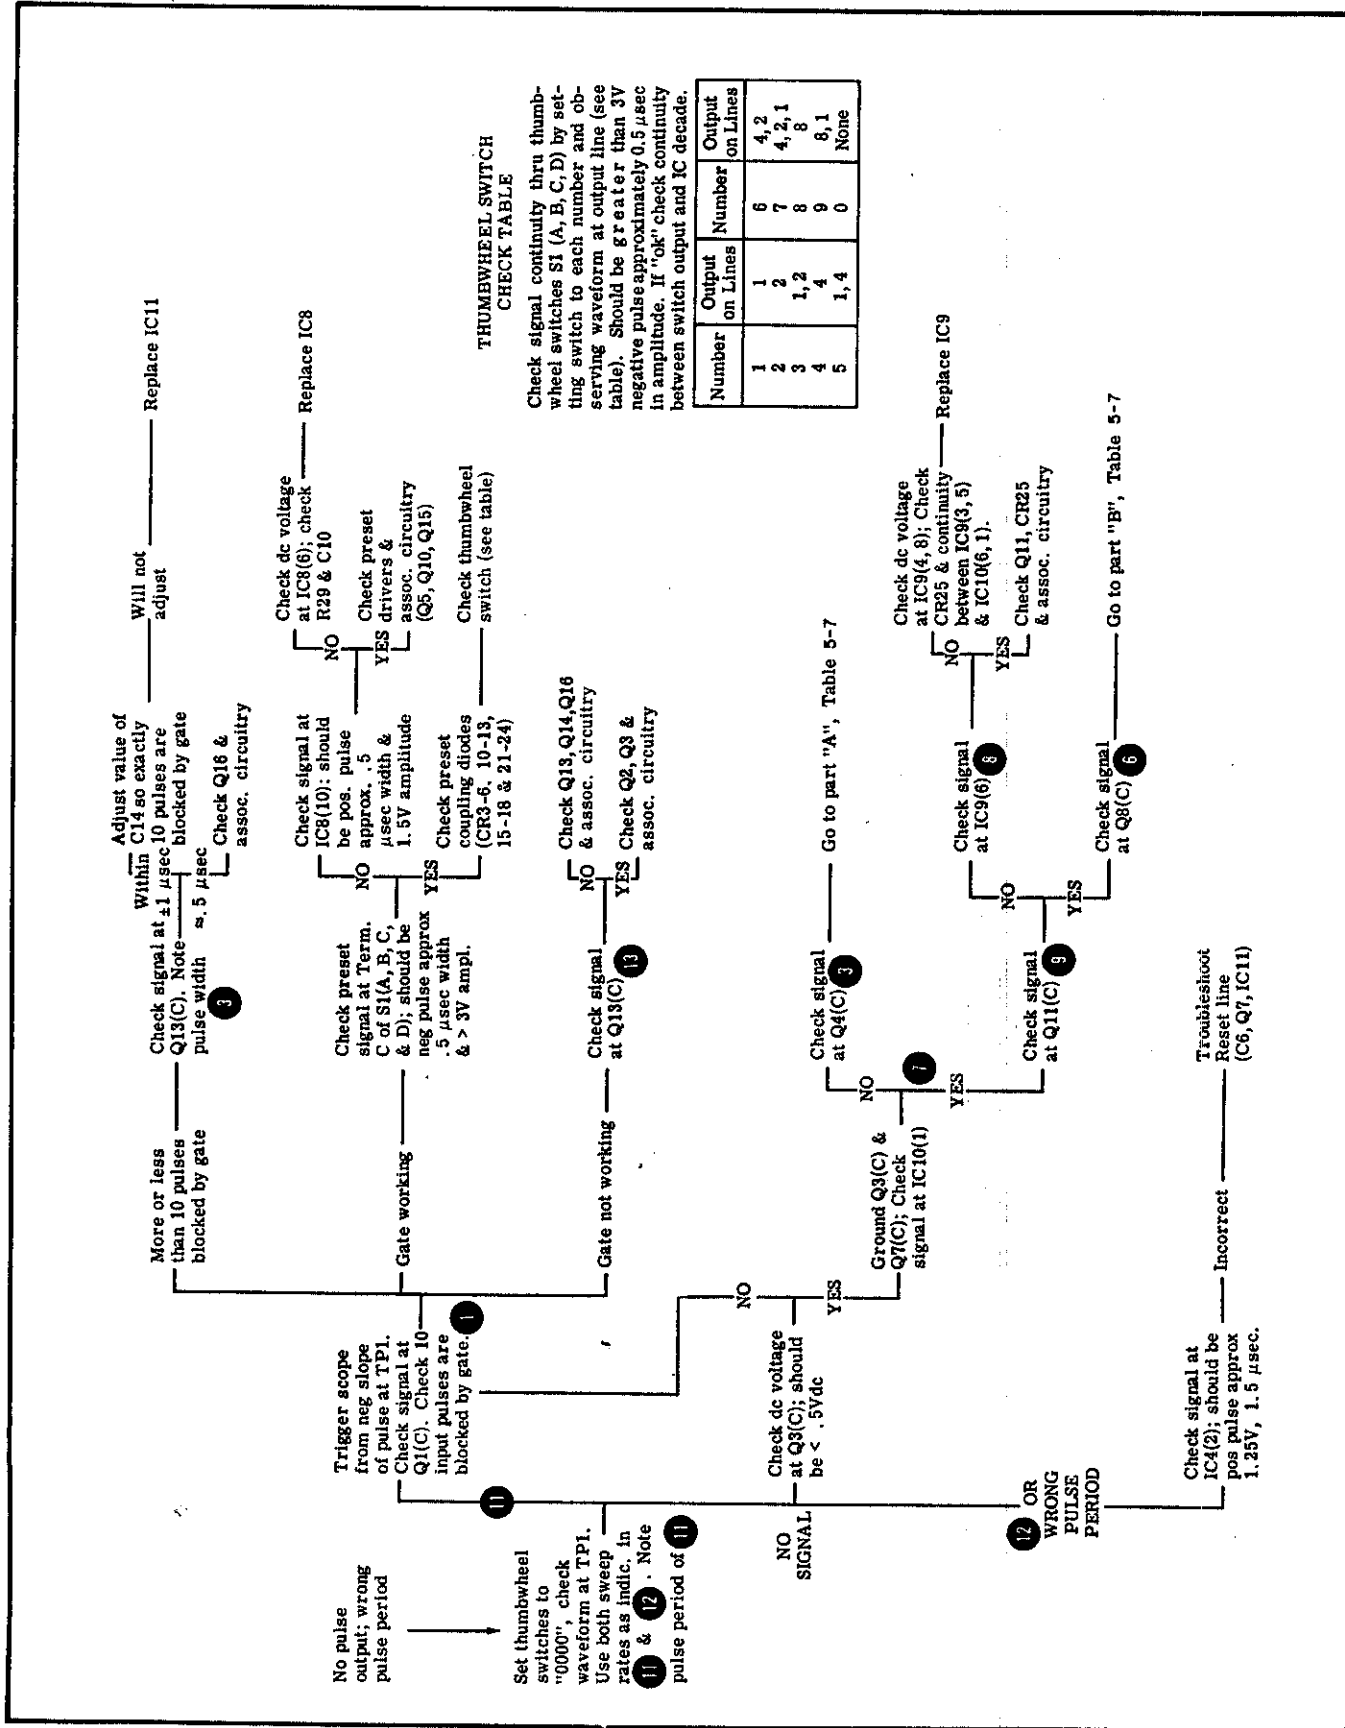 No pulse
output; wrong
pulse period
Set thumbwheel
switches to
"0000", check
waveform at TP1.
Use both sweep
rates as indic. in
11 & 12 . Note
pulse period of 11
11
NO
SIGNAL
12 OR
WRONG
PULSE
PERIOD
Trigger scope
from neg slope
of pulse at TP1.
Check signal at
Q1(C). Check 10
input pulses are
blocked by gate. 1
Check dc voltage
at Q3(C); should
be < .5Vdc
Check signal at
IC4(2); should be
pos pulse approx
1.25V, 1.5 μsec.
More or less
than 10 pulses
blocked by gate
Gate working
Gate not working
NO
YES
Ground Q3(C) &
Q7(C); Check
signal at IC10(1)
Incorrect
Check signal at
Q13(C). Note
pulse width
3
Within
±1 μsec
≈.5 μsec
Check preset
signal at Term.
C of S1(A, B, C,
& D); should be
neg pulse approx
.5 μsec width
& > 3V ampl.
Check signal
at Q13(C) 13
NO
7
YES
Check signal
at Q4(C) 3
Check signal
at Q11(C) 9
Troubleshoot
Reset line
(C6, Q7, IC11)
Adjust value of
C14 so exactly
10 pulses are
blocked by gate
Check Q16 &
assoc. circuitry
NO
YES
Check signal at
IC8(10): should
be pos. pulse
approx. .5
μsec width &
1.5V amplitude
Check preset
coupling diodes
(CR3-6, 10-13,
15-18 & 21-24)
NO
YES
Check Q13, Q14, Q16
& assoc. circuitry
Check Q2, Q3 &
assoc. circuitry
Go to part "A", Table 5-7
NO
YES
Check signal
at IC9(6) 8
Check signal
at Q8(C) 6
Will not
adjust
Replace IC11
NO
YES
Check dc voltage
at IC8(6); check
R29 & C10
Replace IC8
Check preset
drivers &
assoc. circuitry
(Q5, Q10, Q15)
Check thumbwheel
switch (see table)
NO
YES
Check dc voltage
at IC9(4, 8); Check
CR25 & continuity
between IC9(3, 5)
& IC10(6, 1).
Replace IC9
Check Q11, CR25
& assoc. circuitry
Go to part "B", Table 5-7
THUMBWHEEL SWITCH
CHECK TABLE
Check signal continuity thru thumb-
wheel switches S1 (A, B, C, D) by set-
ting switch to each number and ob-
serving waveform at output line (see
table). Should be greater than 3V
negative pulse approximately 0.5 μsec
in amplitude. If "ok" check continuity
between switch output and IC decade.
Number Output on Lines Number Output on Lines
1 1 6 4, 2
2 2 7 4, 2, 1
3 1, 2 8 8
4 4 9 8, 1
5 1, 4 0 None